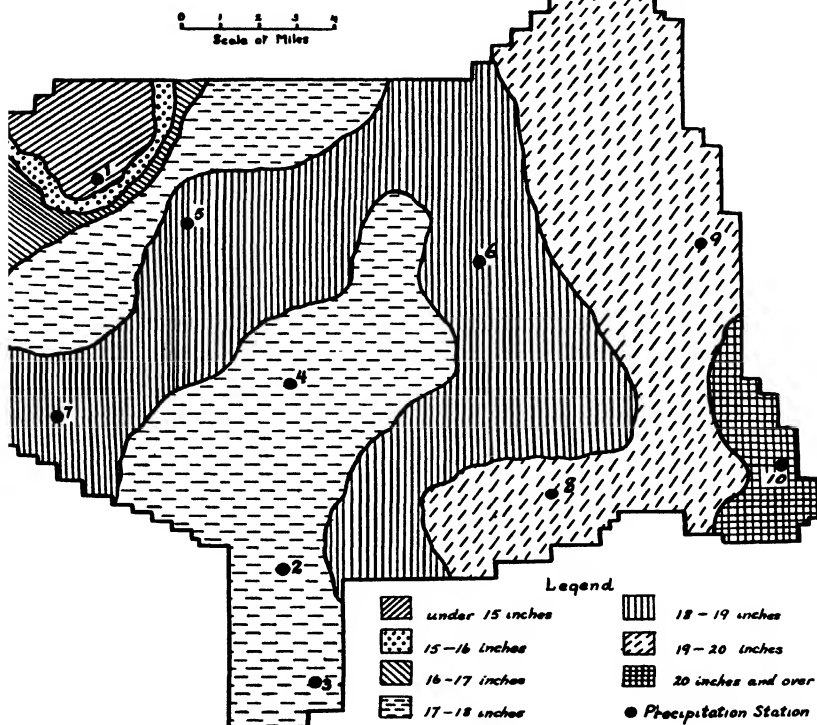 0 1 2 3 4
Scale of Miles
1
5
6
9
4
7
10
8
2
3
Legend
under 15 inches
15-16 inches
16-17 inches
17-18 inches
18-19 inches
19-20 inches
20 inches and over
Precipitation Station